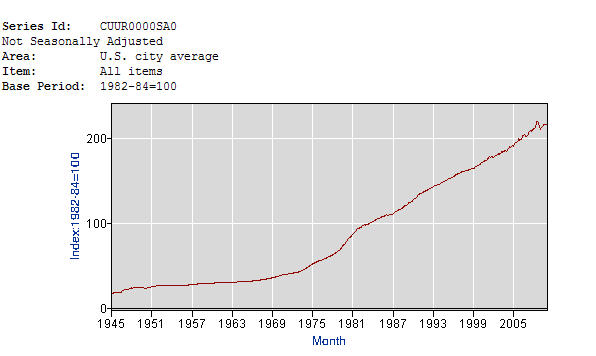 Series Id: CUUR0000SA0
Not Seasonally Adjusted
Area: U.S. city average
Item: All items
Base Period: 1982-84=100
200
100
0
Index:1982-84=100
1945 1951 1957 1963 1969 1975 1981 1987 1993 1999 2005
Month